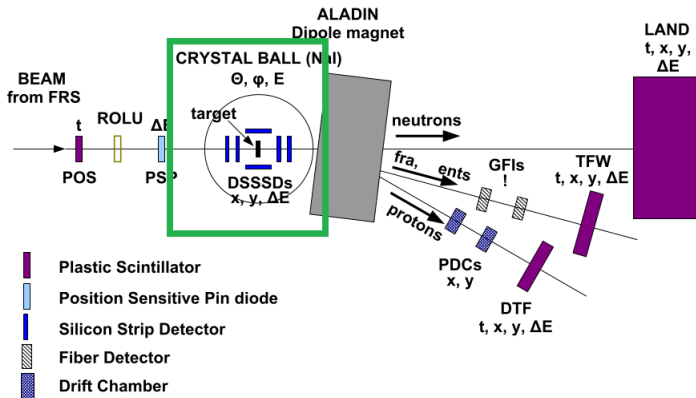 ALADIN
Dipole magnet
LAND
t, x, y,
ΔE
CRYSTAL BALL (NaI)
Θ, φ, E
BEAM
from FRS
t
ROLU
ΔE
target
neutrons
POS
PSP
DSSSDs
x, y, ΔE
fra, ents
GFIs
!
TFW
t, x, y, ΔE
protons
PDCs
x, y
DTF
t, x, y, ΔE
Plastic Scintillator
Position Sensitive Pin diode
Silicon Strip Detector
Fiber Detector
Drift Chamber